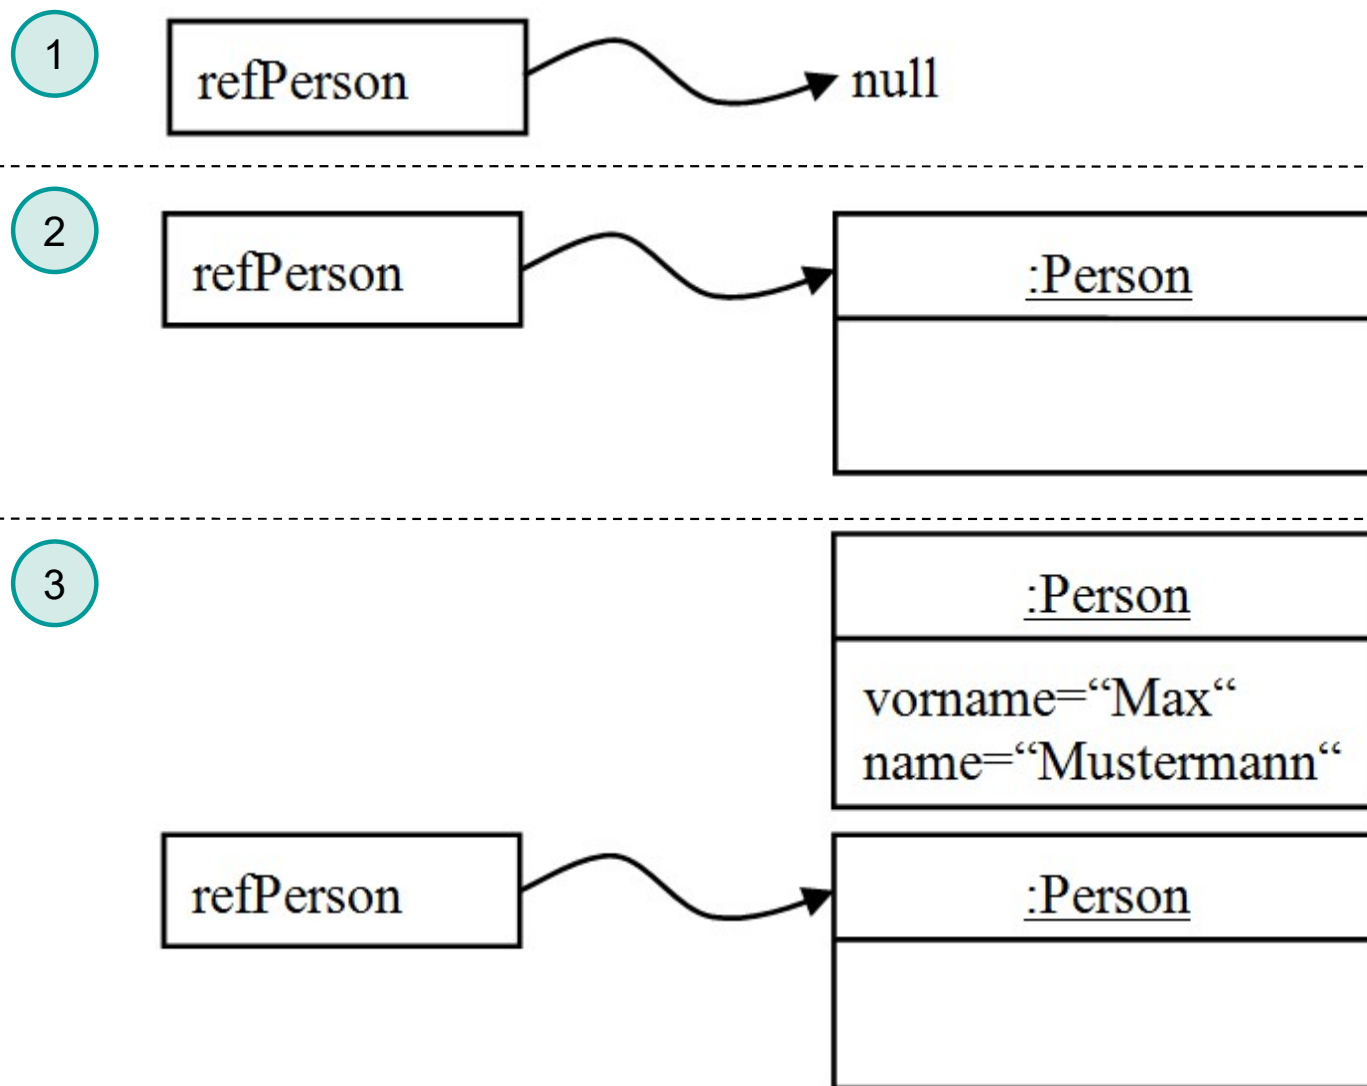 1
refPerson
null
2
refPerson
:Person
3
:Person
vorname=“Max“
name=“Mustermann“
refPerson
:Person